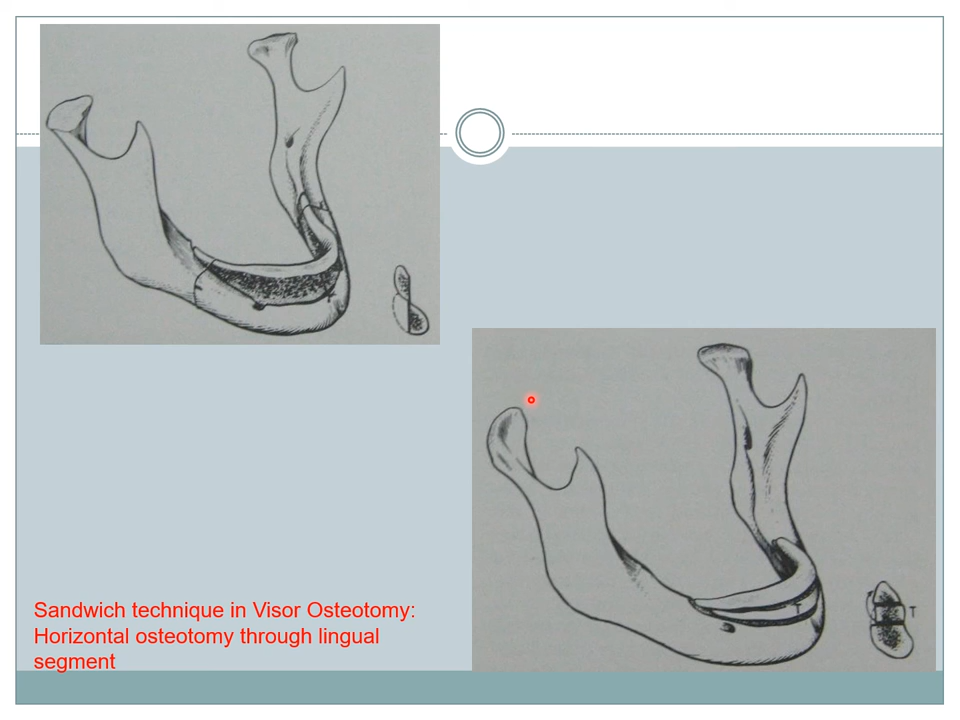 T
T
Sandwich technique in Visor Osteotomy:
Horizontal osteotomy through lingual
segment